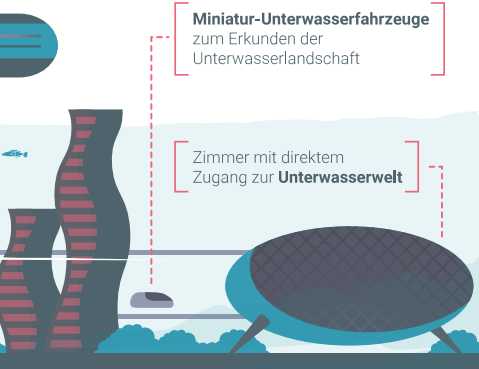 Miniatur-Unterwasserfahrzeuge
zum Erkunden der
Unterwasserlandschaft
Zimmer mit direktem
Zugang zur Unterwasserwelt